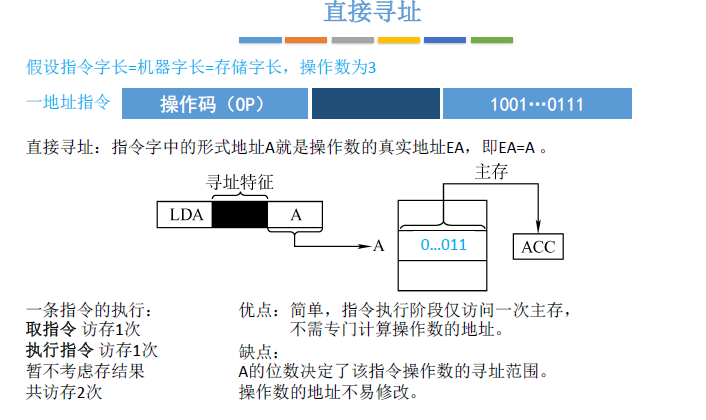 直接寻址
假设指令字长=机器字长=存储字长，操作数为3
一地址指令 操作码（OP） 1001…0111
直接寻址：指令字中的形式地址A就是操作数的真实地址EA，即EA=A 。
寻址特征
主存
LDA A
A 0…011 ACC
一条指令的执行：
取指令 访存1次
执行指令 访存1次
暂不考虑存结果
共访存2次
优点：简单，指令执行阶段仅访问一次主存，
不需专门计算操作数的地址。
缺点：
A的位数决定了该指令操作数的寻址范围。
操作数的地址不易修改。